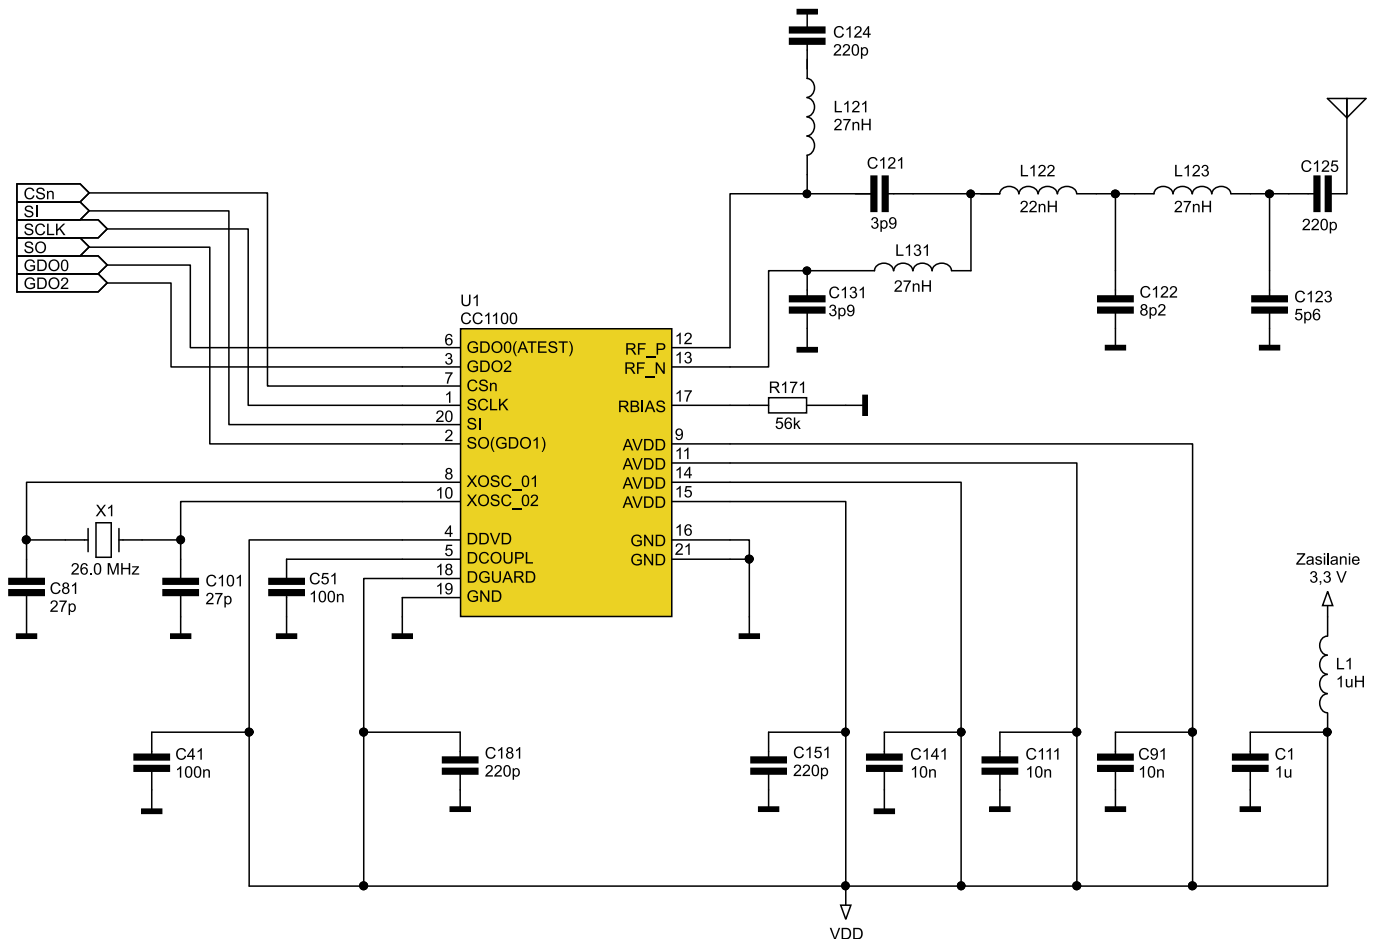 C124
220p
L121
27nH
C121
3p9
L122
22nH
L123
27nH
C125
220p
CSn
SI
SCLK
SO
GDO0
GDO2
L131
27nH
C131
3p9
C122
8p2
C123
5p6
U1
CC1100
6 GDO0(ATEST) RF_P 12
3 GDO2 RF_N 13
7 CSn
1 SCLK RBIAS 17
20 SI
2 SO(GDO1) AVDD 9
AVDD 11
8 XOSC_01 AVDD 14
10 XOSC_02 AVDD 15
4 DDVD GND 16
5 DCOUPL GND 21
18 DGUARD
19 GND
R171
56k
X1
26.0 MHz
C81
27p
C101
27p
C51
100n
Zasilanie
3,3 V
L1
1uH
C41
100n
C181
220p
C151
220p
C141
10n
C111
10n
C91
10n
C1
1u
VDD